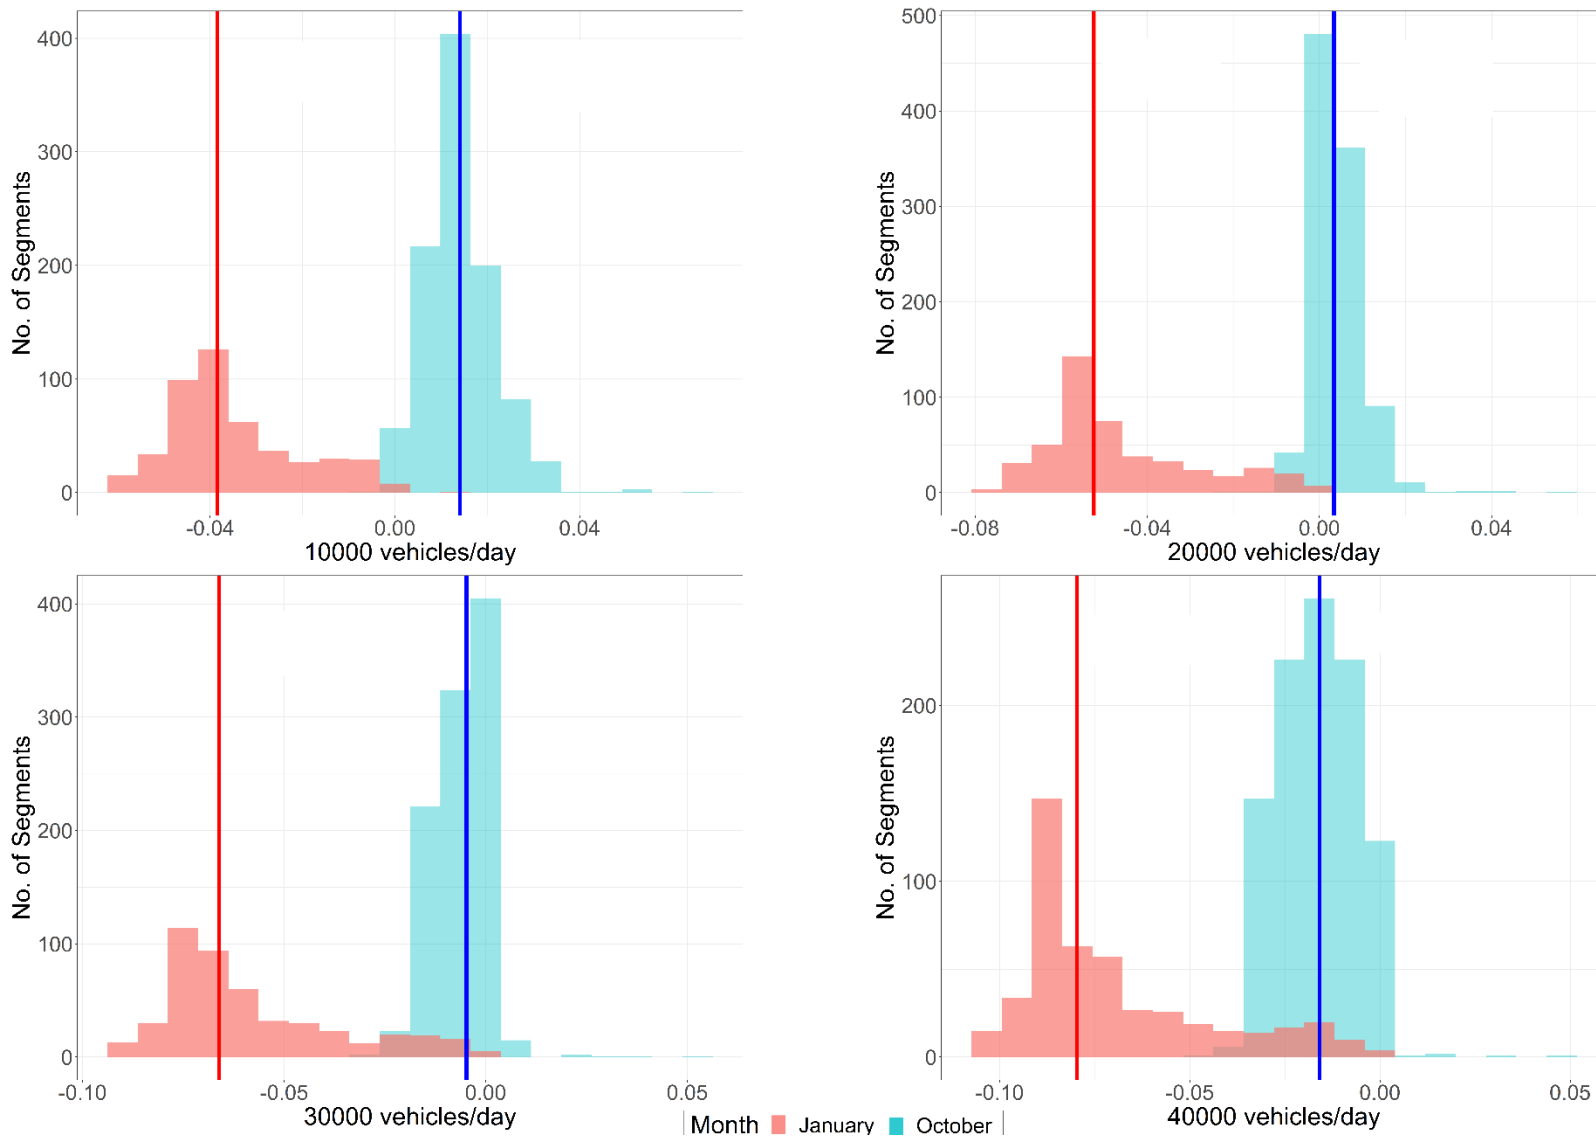 400
300
200
100
0
No. of Segments
-0.04 0.00 0.04
10000 vehicles/day
500
400
300
200
100
0
No. of Segments
-0.08 -0.04 0.00 0.04
20000 vehicles/day
400
300
200
100
0
No. of Segments
-0.10 -0.05 0.00 0.05
30000 vehicles/day
200
100
0
No. of Segments
-0.10 -0.05 0.00 0.05
40000 vehicles/day
Month January October